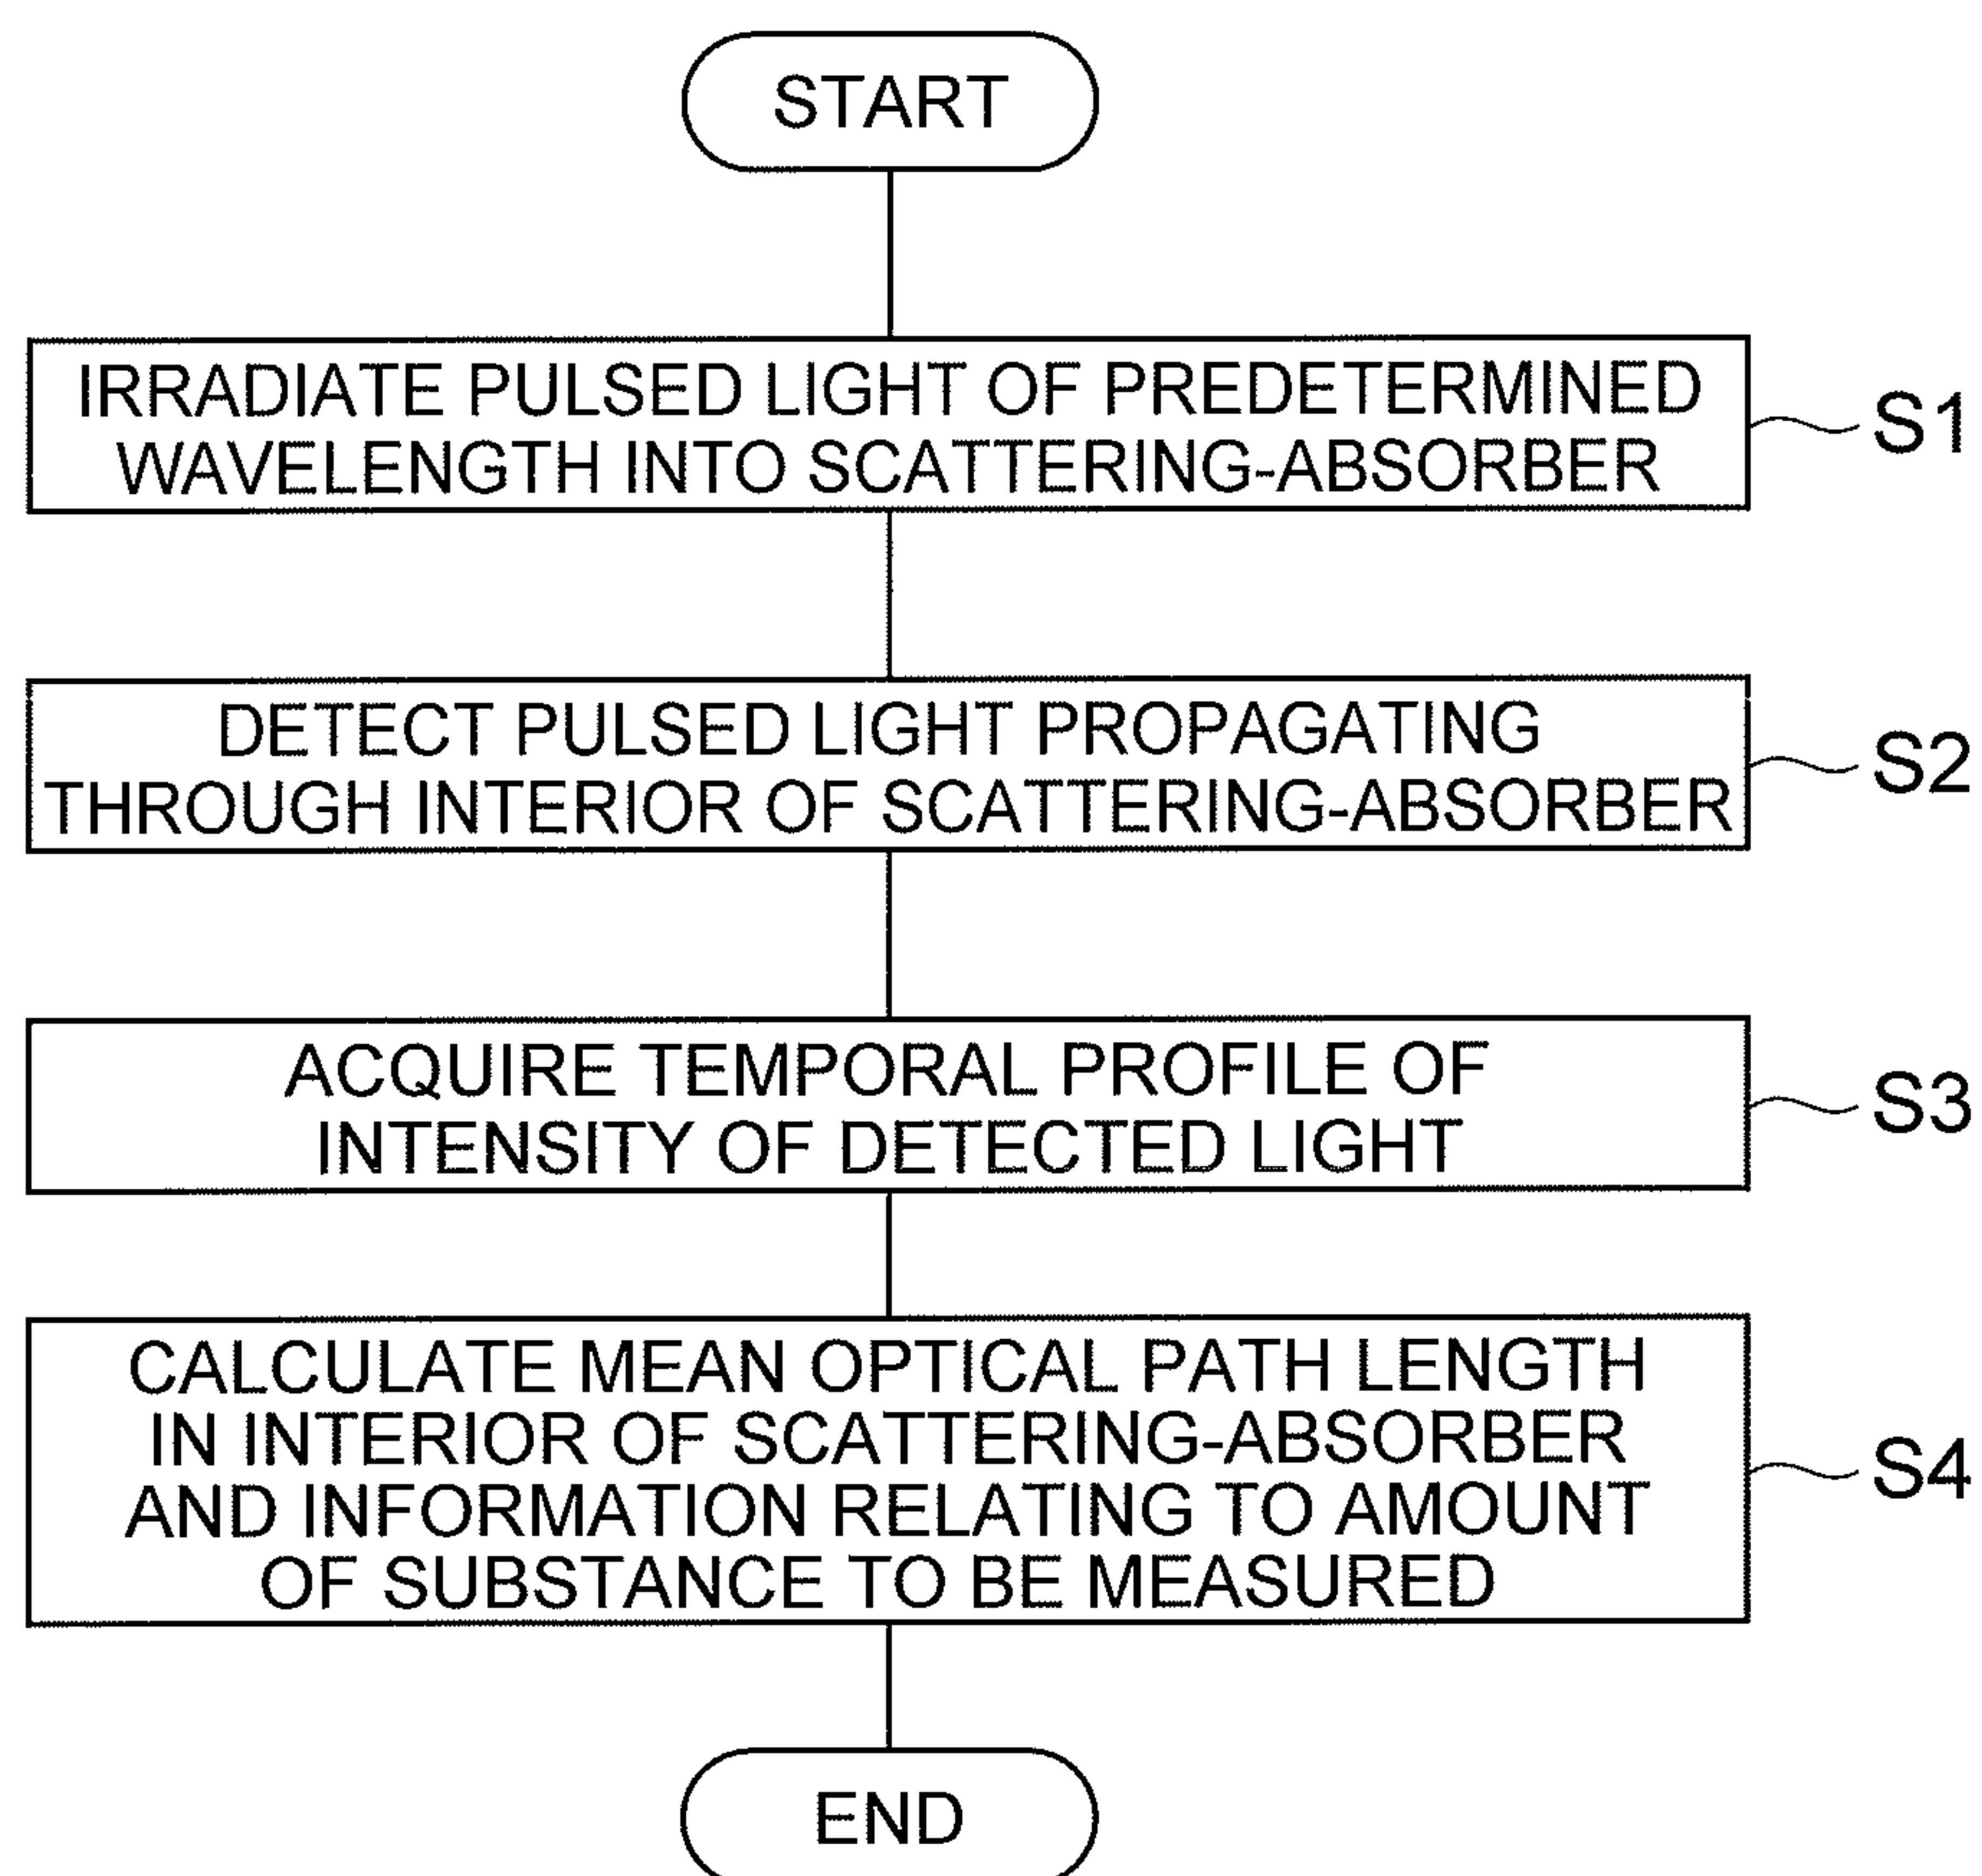 START
IRRADIATE PULSED LIGHT OF PREDETERMINED
WAVELENGTH INTO SCATTERING-ABSORBER
S1
DETECT PULSED LIGHT PROPAGATING
THROUGH INTERIOR OF SCATTERING-ABSORBER
S2
ACQUIRE TEMPORAL PROFILE OF
INTENSITY OF DETECTED LIGHT
S3
CALCULATE MEAN OPTICAL PATH LENGTH
IN INTERIOR OF SCATTERING-ABSORBER
AND INFORMATION RELATING TO AMOUNT
OF SUBSTANCE TO BE MEASURED
S4
END